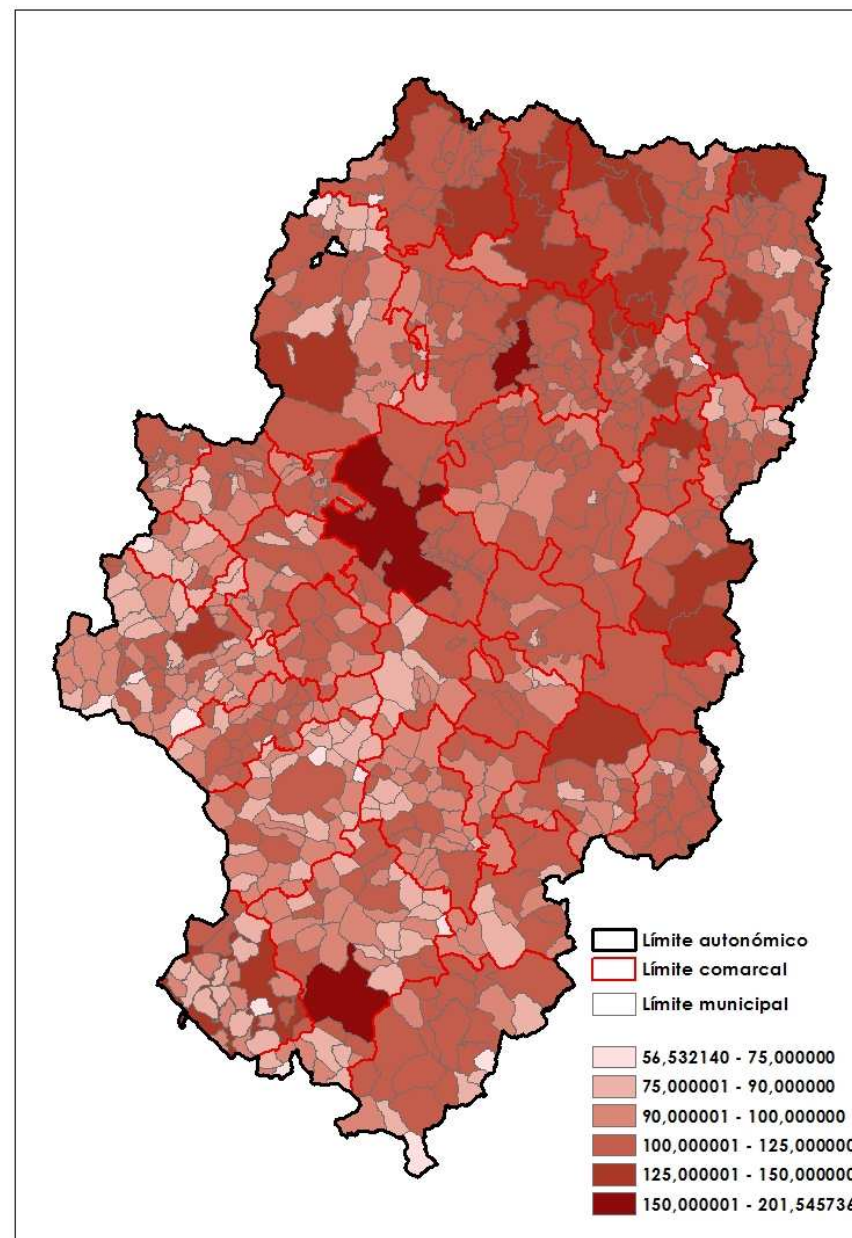 Límite autonómico
Límite comarcal
Límite municipal
56,532140 - 75,000000
75,000001 - 90,000000
90,000001 - 100,000000
100,000001 - 125,000000
125,000001 - 150,000000
150,000001 - 201,545736